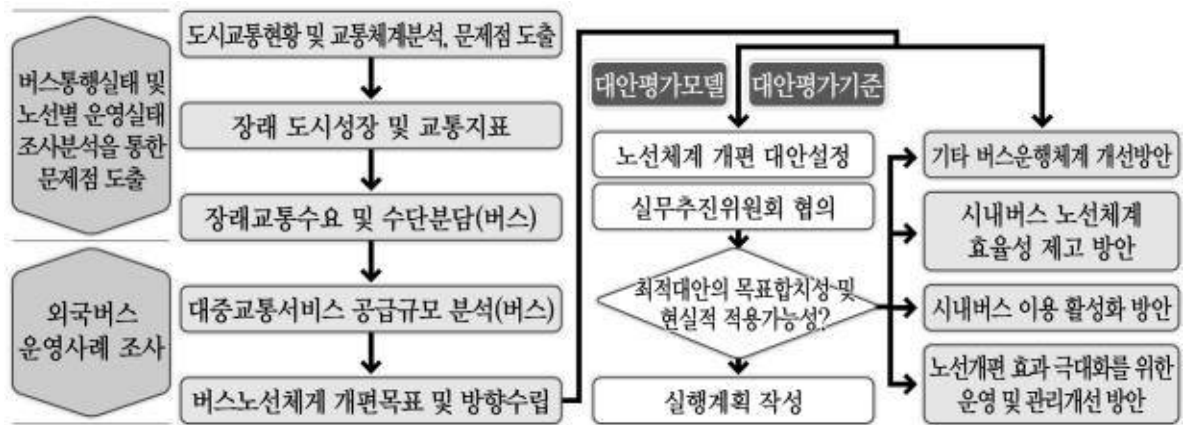 버스통행실태 및
노선별 운영실태
조사분석을 통한
문제점 도출
외국버스
운영사례 조사
도시교통현황 및 교통체계분석, 문제점 도출
장래 도시성장 및 교통지표
장래교통수요 및 수단분담(버스)
대중교통서비스 공급규모 분석(버스)
버스노선체계 개편목표 및 방향수립
대안평가모델
대안평가기준
노선체계 개편 대안설정
실무추진위원회 협의
최적대안의 목표합치성 및
현실적 적용가능성?
실행계획 작성
기타 버스운행체계 개선방안
시내버스 노선체계
효율성 제고 방안
시내버스 이용 활성화 방안
노선개편 효과 극대화를 위한
운영 및 관리개선 방안